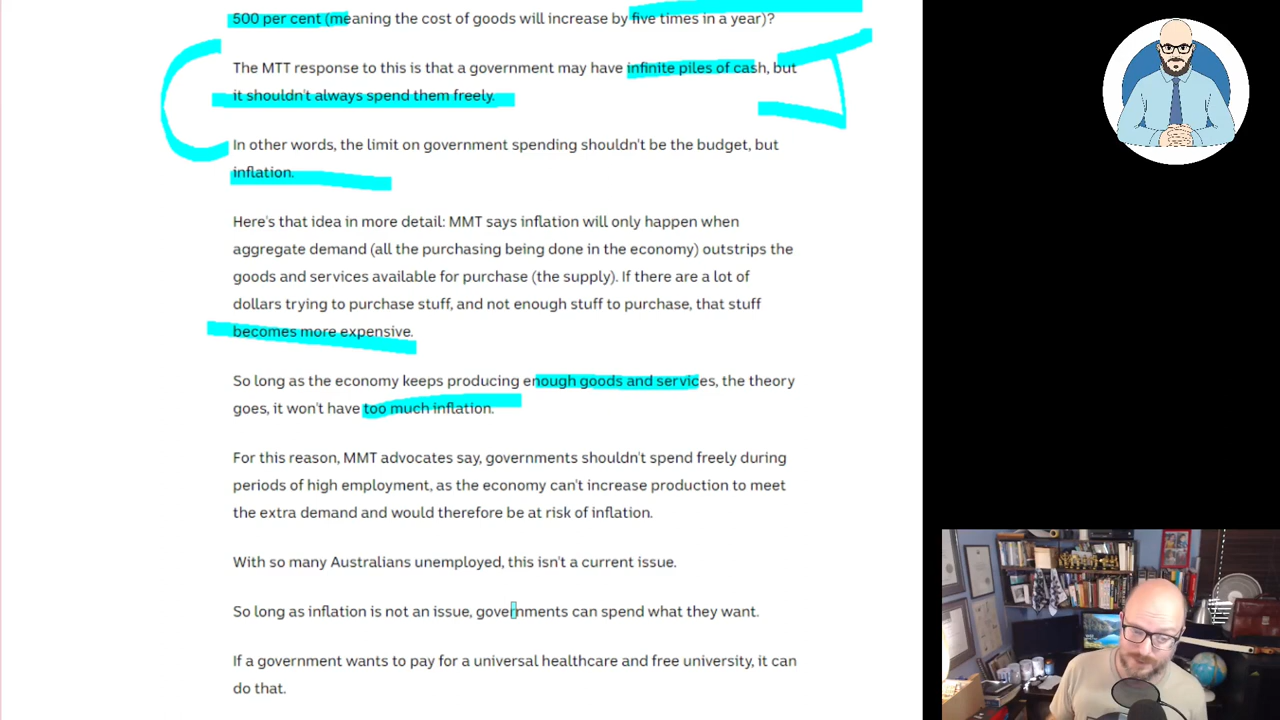 500 per cent (meaning the cost of goods will increase by five times in a year)?
The MTT response to this is that a government may have infinite piles of cash, but
it shouldn't always spend them freely.
In other words, the limit on government spending shouldn't be the budget, but
inflation.
Here's that idea in more detail: MMT says inflation will only happen when
aggregate demand (all the purchasing being done in the economy) outstrips the
goods and services available for purchase (the supply). If there are a lot of
dollars trying to purchase stuff, and not enough stuff to purchase, that stuff
becomes more expensive.
So long as the economy keeps producing enough goods and services, the theory
goes, it won't have too much inflation.
For this reason, MMT advocates say, governments shouldn't spend freely during
periods of high employment, as the economy can't increase production to meet
the extra demand and would therefore be at risk of inflation.
With so many Australians unemployed, this isn't a current issue.
So long as inflation is not an issue, governments can spend what they want.
If a government wants to pay for a universal healthcare and free university, it can
do that.